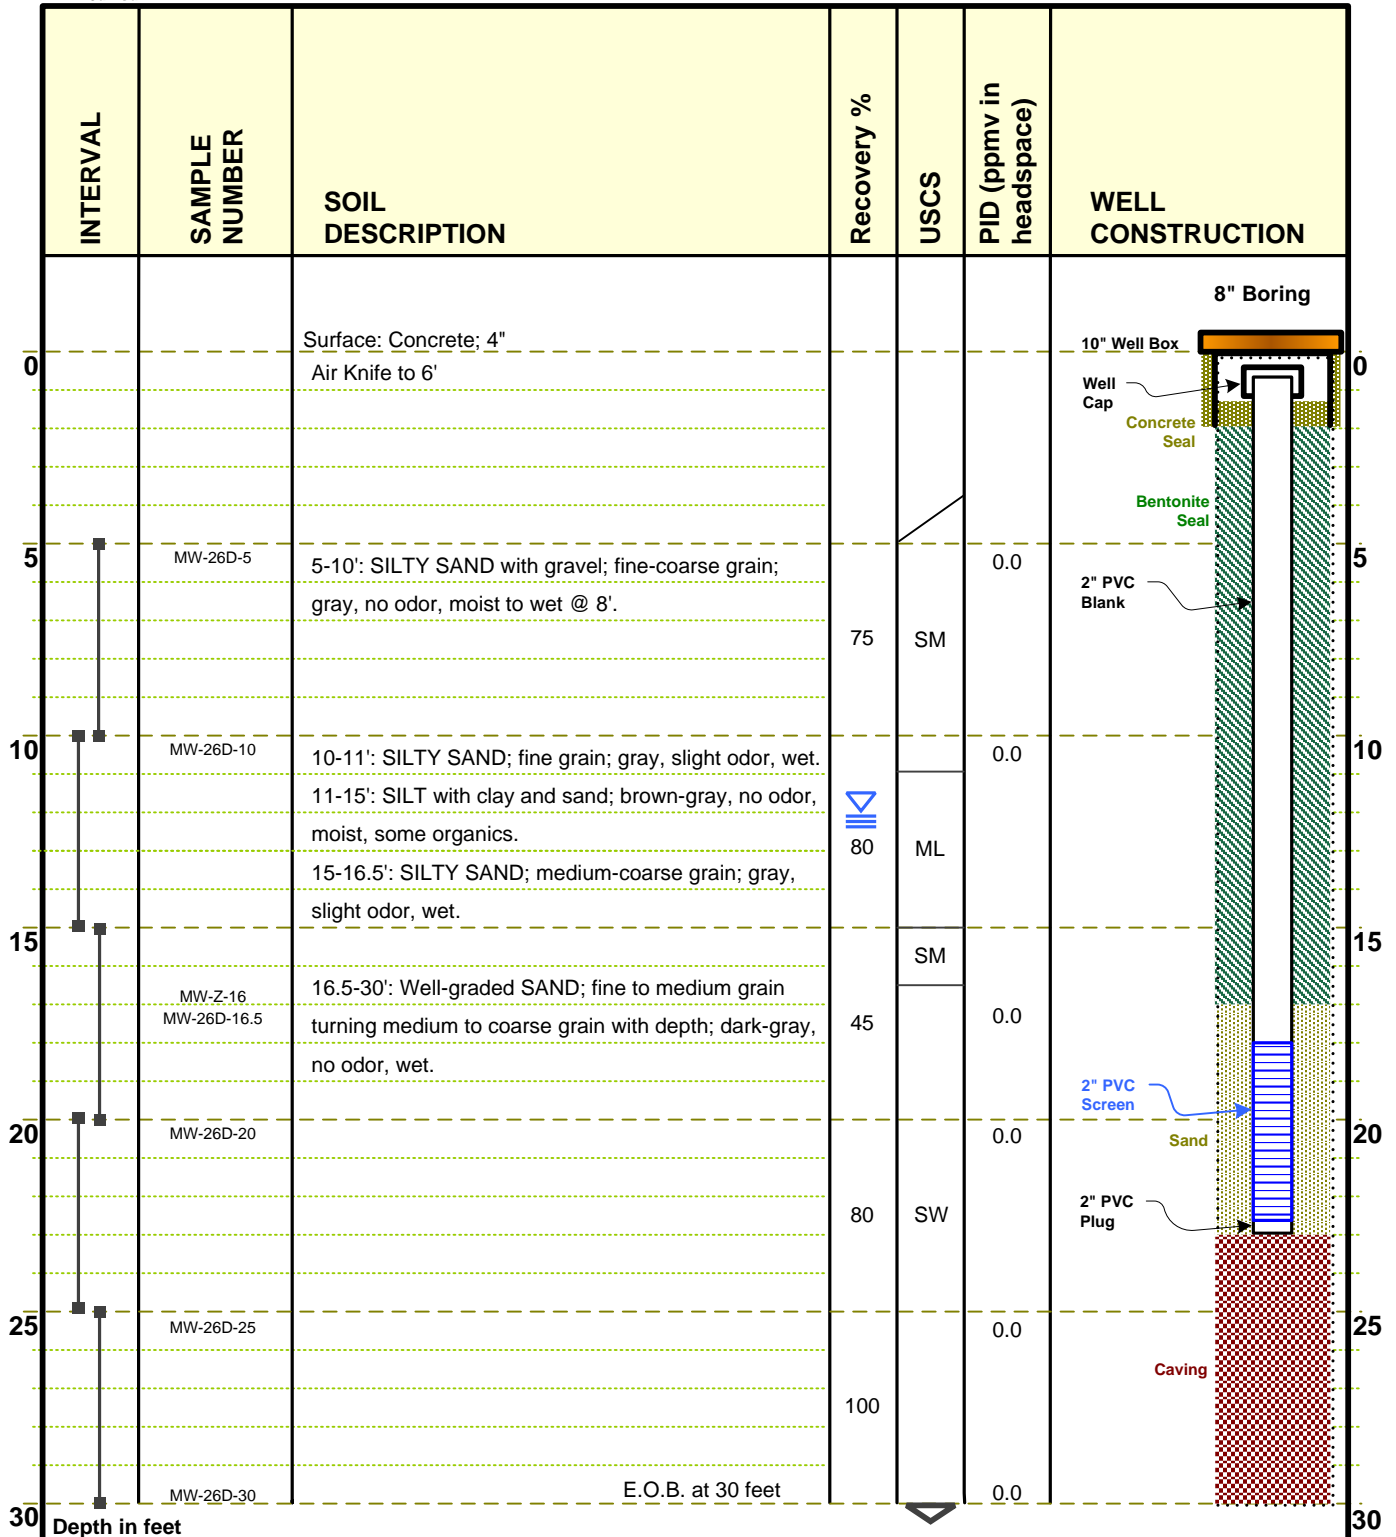 INTERVAL
SAMPLE
NUMBER
SOIL
DESCRIPTION
Recovery %
USCS
PID (ppmv in
headspace)
WELL
CONSTRUCTION
8" Boring
Surface: Concrete; 4"
10" Well Box
0
Air Knife to 6'
0
Well
Cap
Concrete
Seal
Bentonite
Seal
5
MW-26D-5
5-10': SILTY SAND with gravel; fine-coarse grain;
gray, no odor, moist to wet @ 8'.
0.0
5
2" PVC
Blank
75
SM
10
MW-26D-10
10-11': SILTY SAND; fine grain; gray, slight odor, wet.
0.0
10
11-15': SILT with clay and sand; brown-gray, no odor,
moist, some organics.
80
ML
15-16.5': SILTY SAND; medium-coarse grain; gray,
slight odor, wet.
15
15
SM
MW-Z-16
MW-26D-16.5
16.5-30': Well-graded SAND; fine to medium grain
turning medium to coarse grain with depth; dark-gray,
no odor, wet.
45
0.0
2" PVC
Screen
20
MW-26D-20
0.0
Sand
20
80
SW
2" PVC
Plug
25
MW-26D-25
0.0
25
Caving
100
MW-26D-30
E.O.B. at 30 feet
0.0
30
Depth in feet
30